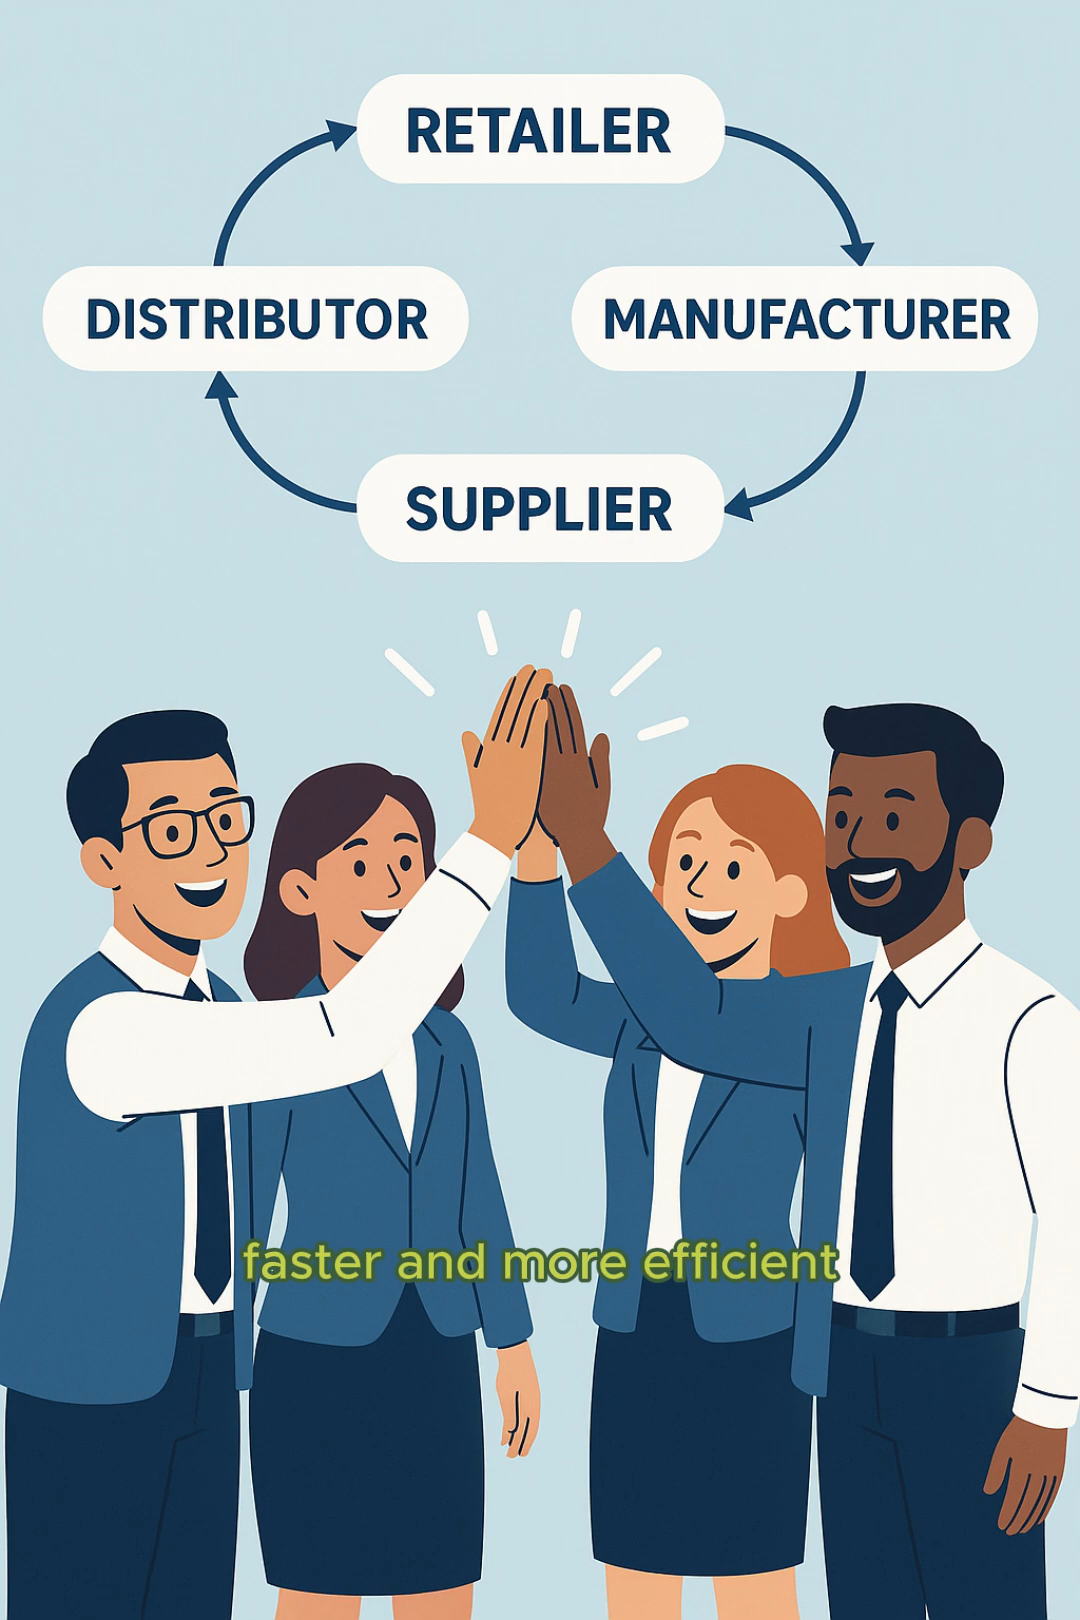 RETAILER
DISTRIBUTOR
MANUFACTURER
SUPPLIER
faster and more efficient